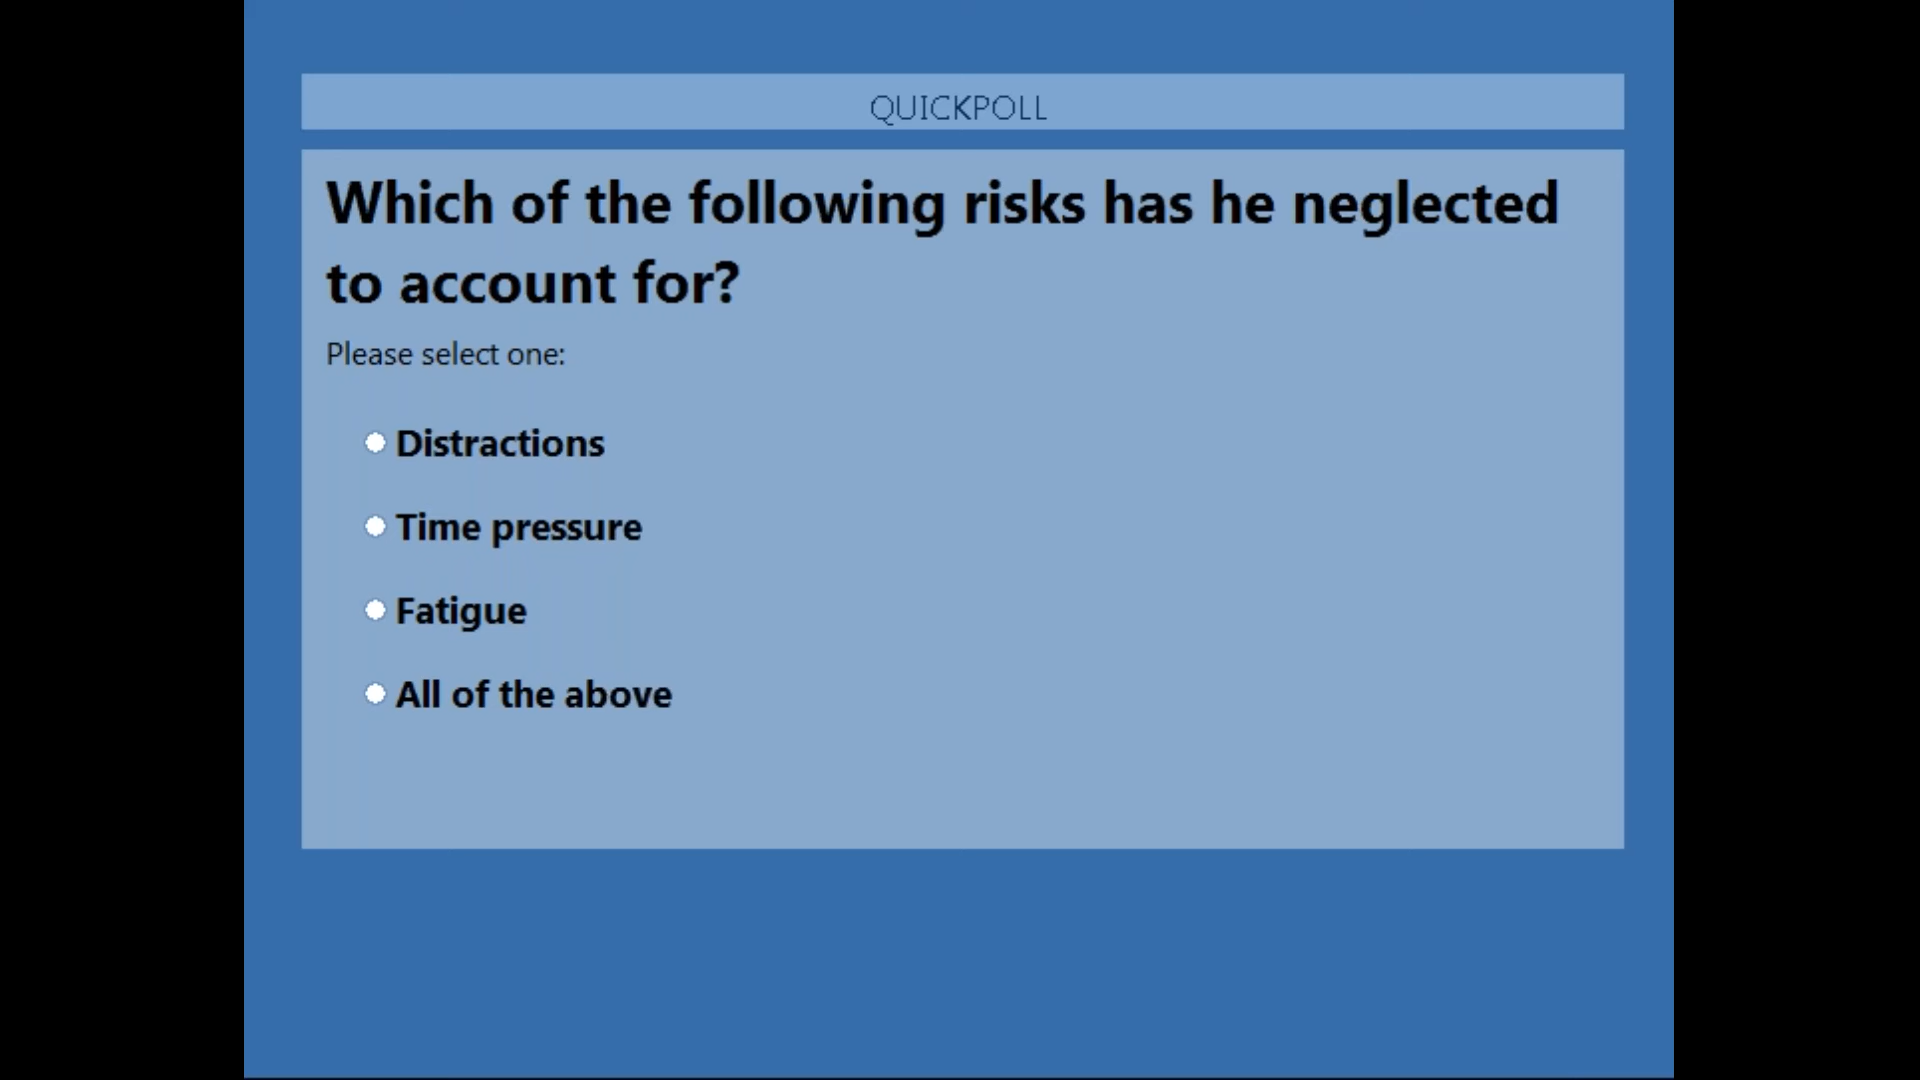 QUICKPOLL
Which of the following risks has he neglected
to account for?
Please select one:
Distractions
Time pressure
Fatigue
All of the above